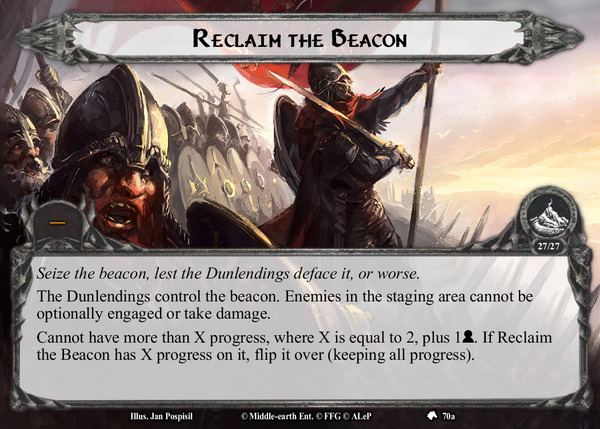 RECLAIM THE BEACON
–
27/27
Seize the beacon, lest the Dunlendings deface it, or worse.
The Dunlendings control the beacon. Enemies in the staging area cannot be
optionally engaged or take damage.
Cannot have more than X progress, where X is equal to 2, plus 1. If Reclaim
the Beacon has X progress on it, flip it over (keeping all progress).
Illus. Jan Pospisil © Middle-earth Ent. © FFG © ALeP 70a